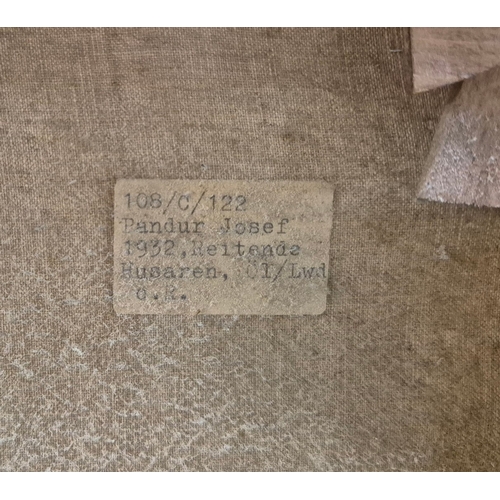 108/C/122
Pandur Josef
1932, Reitende
Husaren, Öl/Lwd
o.R.